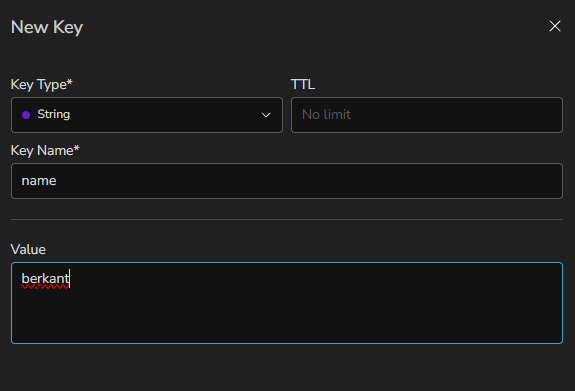 New Key
Key Type*
TTL
String
No limit
Key Name*
name
Value
berkant